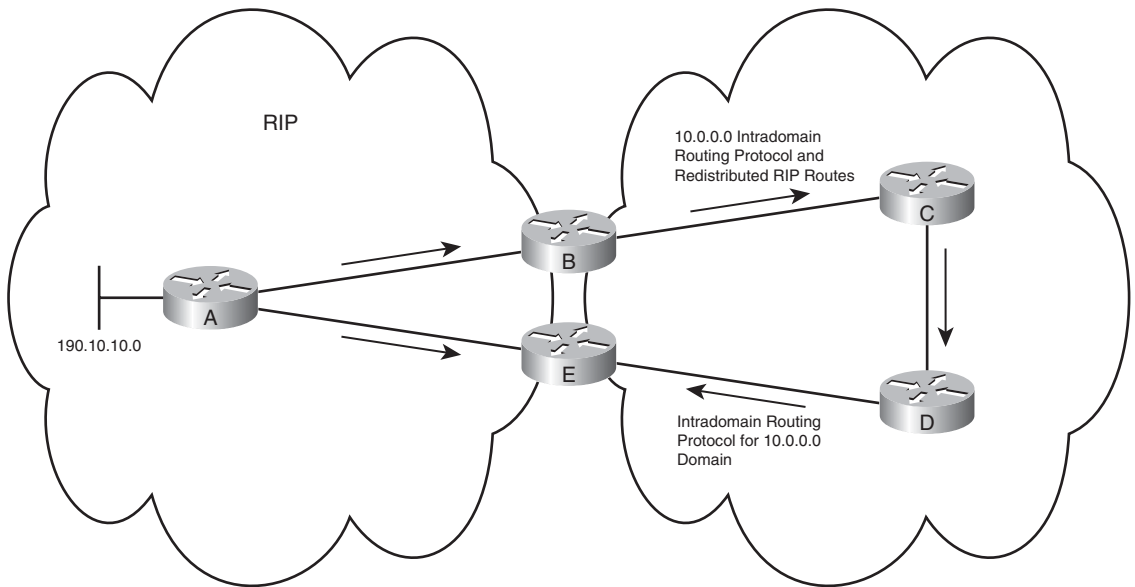 RIP
10.0.0.0 Intradomain
Routing Protocol and
Redistributed RIP Routes
C
B
A
190.10.10.0
E
D
Intradomain Routing
Protocol for 10.0.0.0
Domain